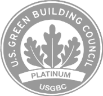 U.S. GREEN BUILDING COUNCIL
PLATINUM
USGBC